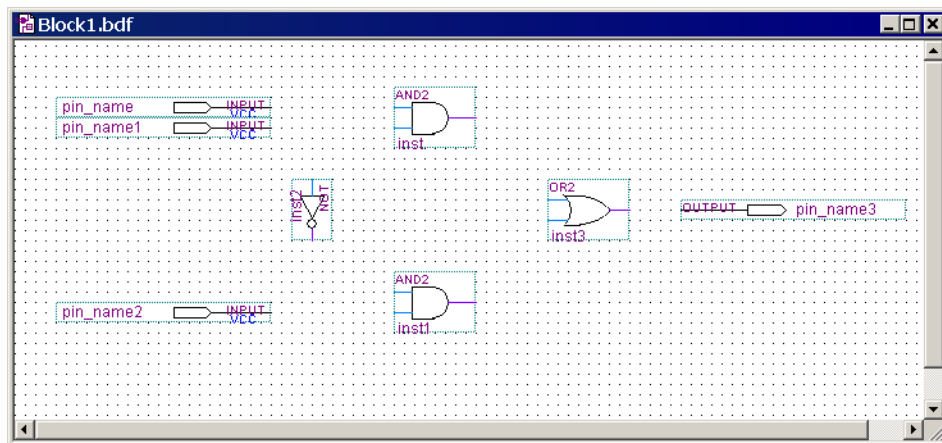 Block1.bdf
pin_name INPUT
VCC
pin_name1 INPUT
VCC
AND2
inst
inst2
NOT
OR2
inst3
OUTPUT pin_name3
AND2
inst1
pin_name2 INPUT
VCC